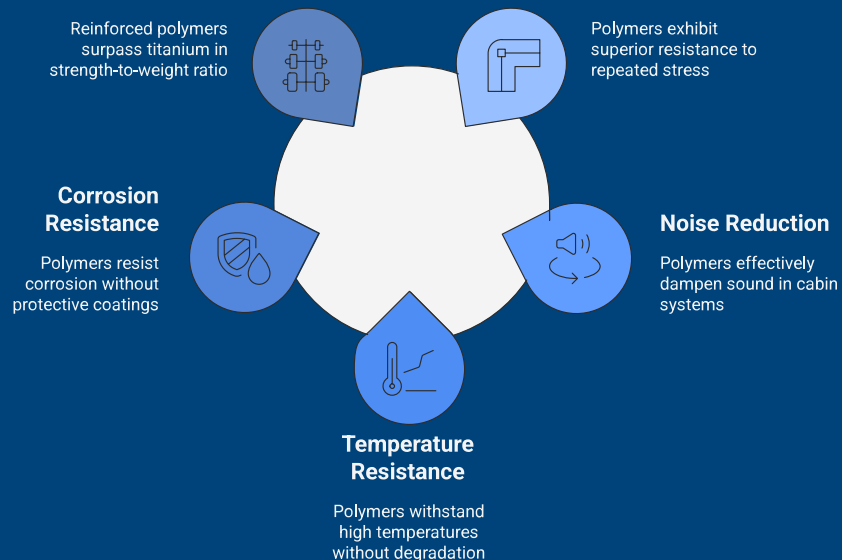 Reinforced polymers
surpass titanium in
strength-to-weight ratio
Polymers exhibit
superior resistance to
repeated stress
Corrosion
Resistance
Polymers resist
corrosion without
protective coatings
Noise Reduction
Polymers effectively
dampen sound in cabin
systems
Temperature
Resistance
Polymers withstand
high temperatures
without degradation